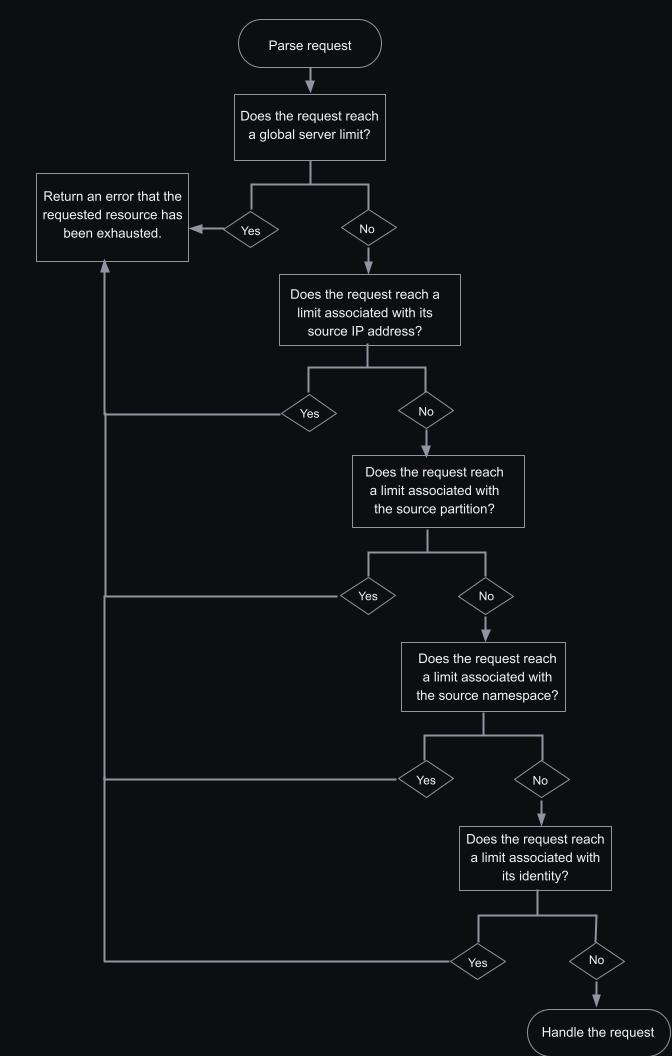 Parse request
Does the request reach
a global server limit?
Return an error that the
requested resource has
been exhausted.
Yes
No
Does the request reach a
limit associated with its
source IP address?
Yes
No
Does the request reach
a limit associated with
the source partition?
Yes
No
Does the request reach
a limit associated with
the source namespace?
Yes
No
Does the request reach
a limit associated with
its identity?
Yes
No
Handle the request